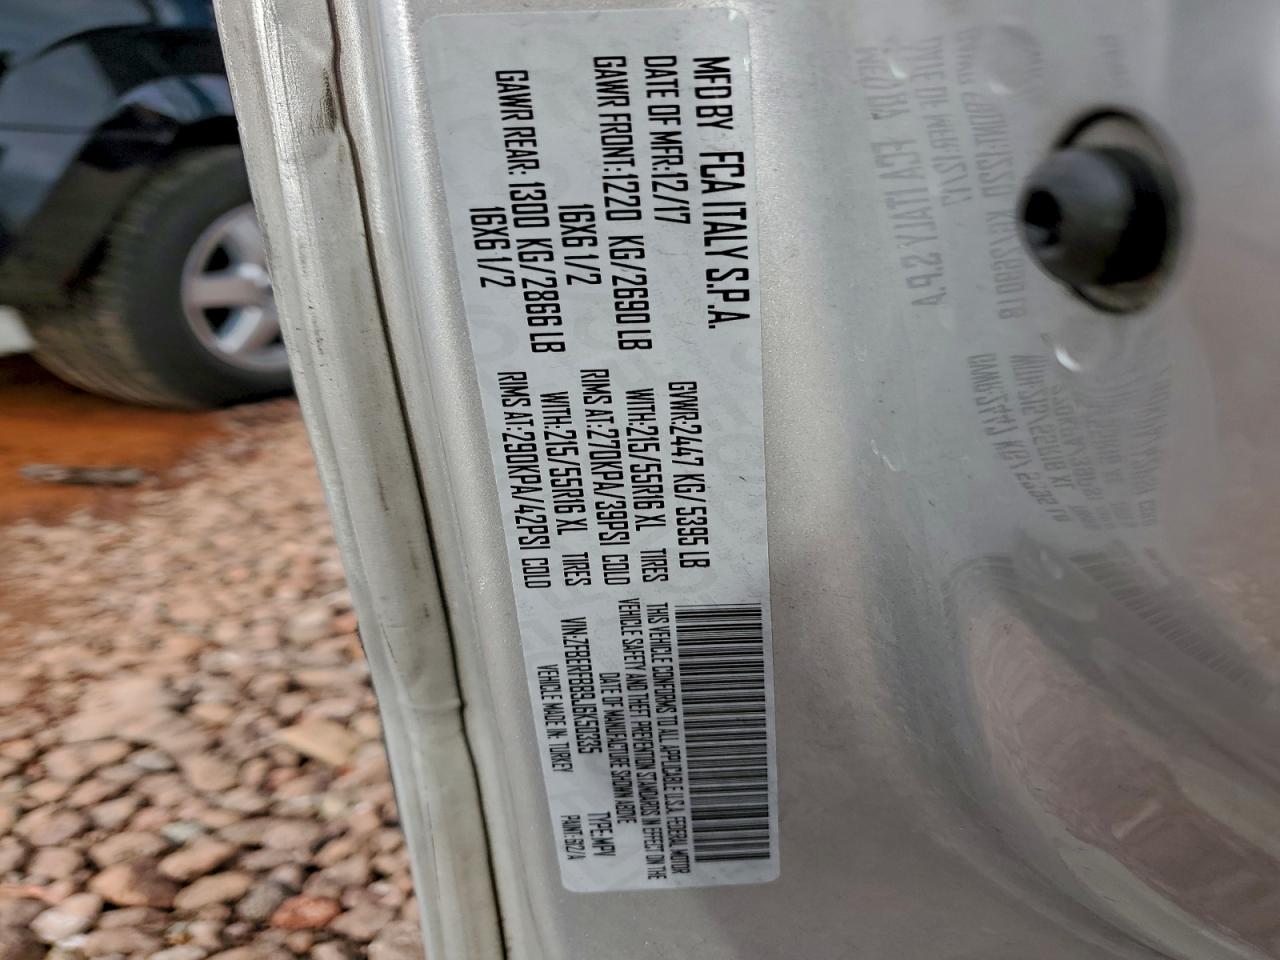 MFD BY FCA ITALY S.P.A.
DATE OF MFR:12/17 GVWR:2447 KG/ 5395 LB
GAWR FRONT:1220 KG/2690 LB WITH:215/55R16 XL TIRES
16X6 1/2 RIMS AT:270KPA/39PSI COLD
GAWR REAR: 1300 KG/2866 LB WITH:215/55R16 XL TIRES
16X6 1/2 RIMS AT:290KPA/42PSI COLD
THIS VEHICLE CONFORMS TO ALL APPLICABLE U.S.A. FEDERAL MOTOR
VEHICLE SAFETY AND THEFT PREVENTION STANDARDS IN EFFECT ON THE
DATE OF MANUFACTURE SHOWN ABOVE
VIN:ZFBERFBB9J6K50335 TYPE:MPV
VEHICLE MADE IN TURKEY PAINT: